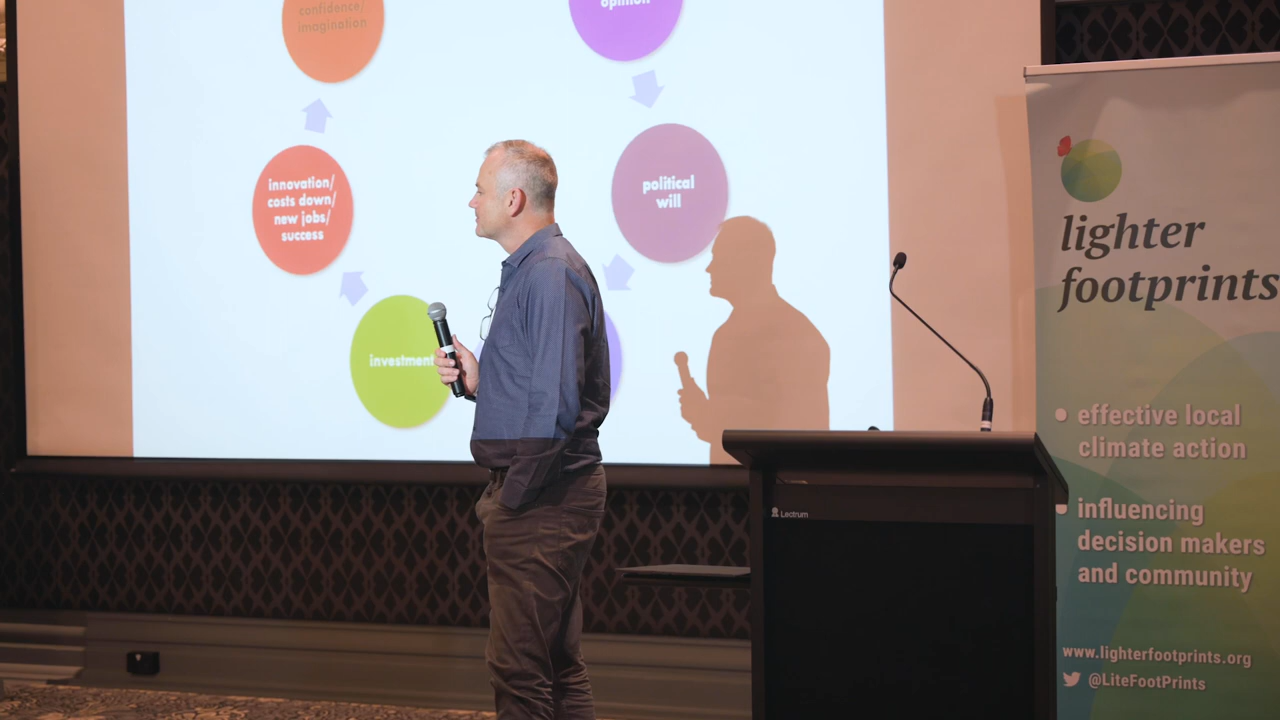 confidence/
imagination
opinion
innovation/
costs down/
new jobs/
success
political
will
investment
Lectrum
lighter
footprints
• effective local
climate action
• influencing
decision makers
and community
www.lighterfootprints.org
@LiteFootPrints